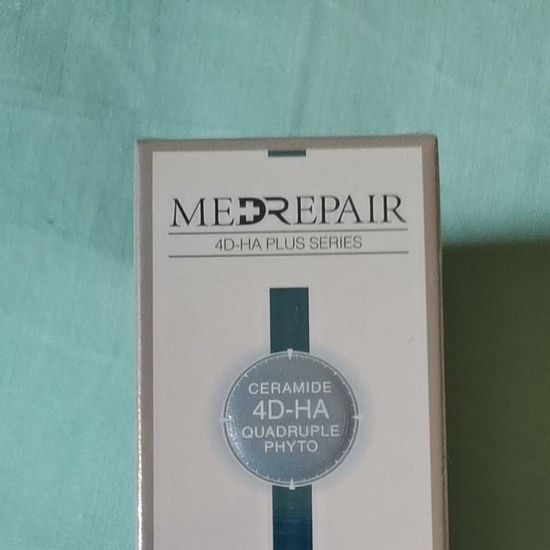 MEDREPAIR
4D-HA PLUS SERIES
CERAMIDE
4D-HA
QUADRUPLE
PHYTO